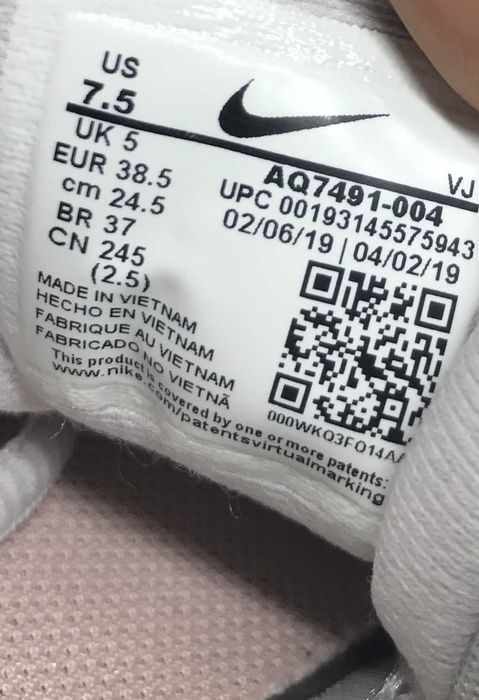 US
7.5
UK 5
EUR 38.5
cm 24.5
BR 37
CN 245
(2.5)
VJ
AQ7491-004
UPC 00193145575943
02/06/19 | 04/02/19
000WKQ3FQ14AA
MADE IN VIETNAM
HECHO EN VIETNAM
FABRIQUE AU VIETNAM
FABRICADO NO VIETNÃ
This product is covered by one or more patents:
www.nike.com/patentsvirtualmarking